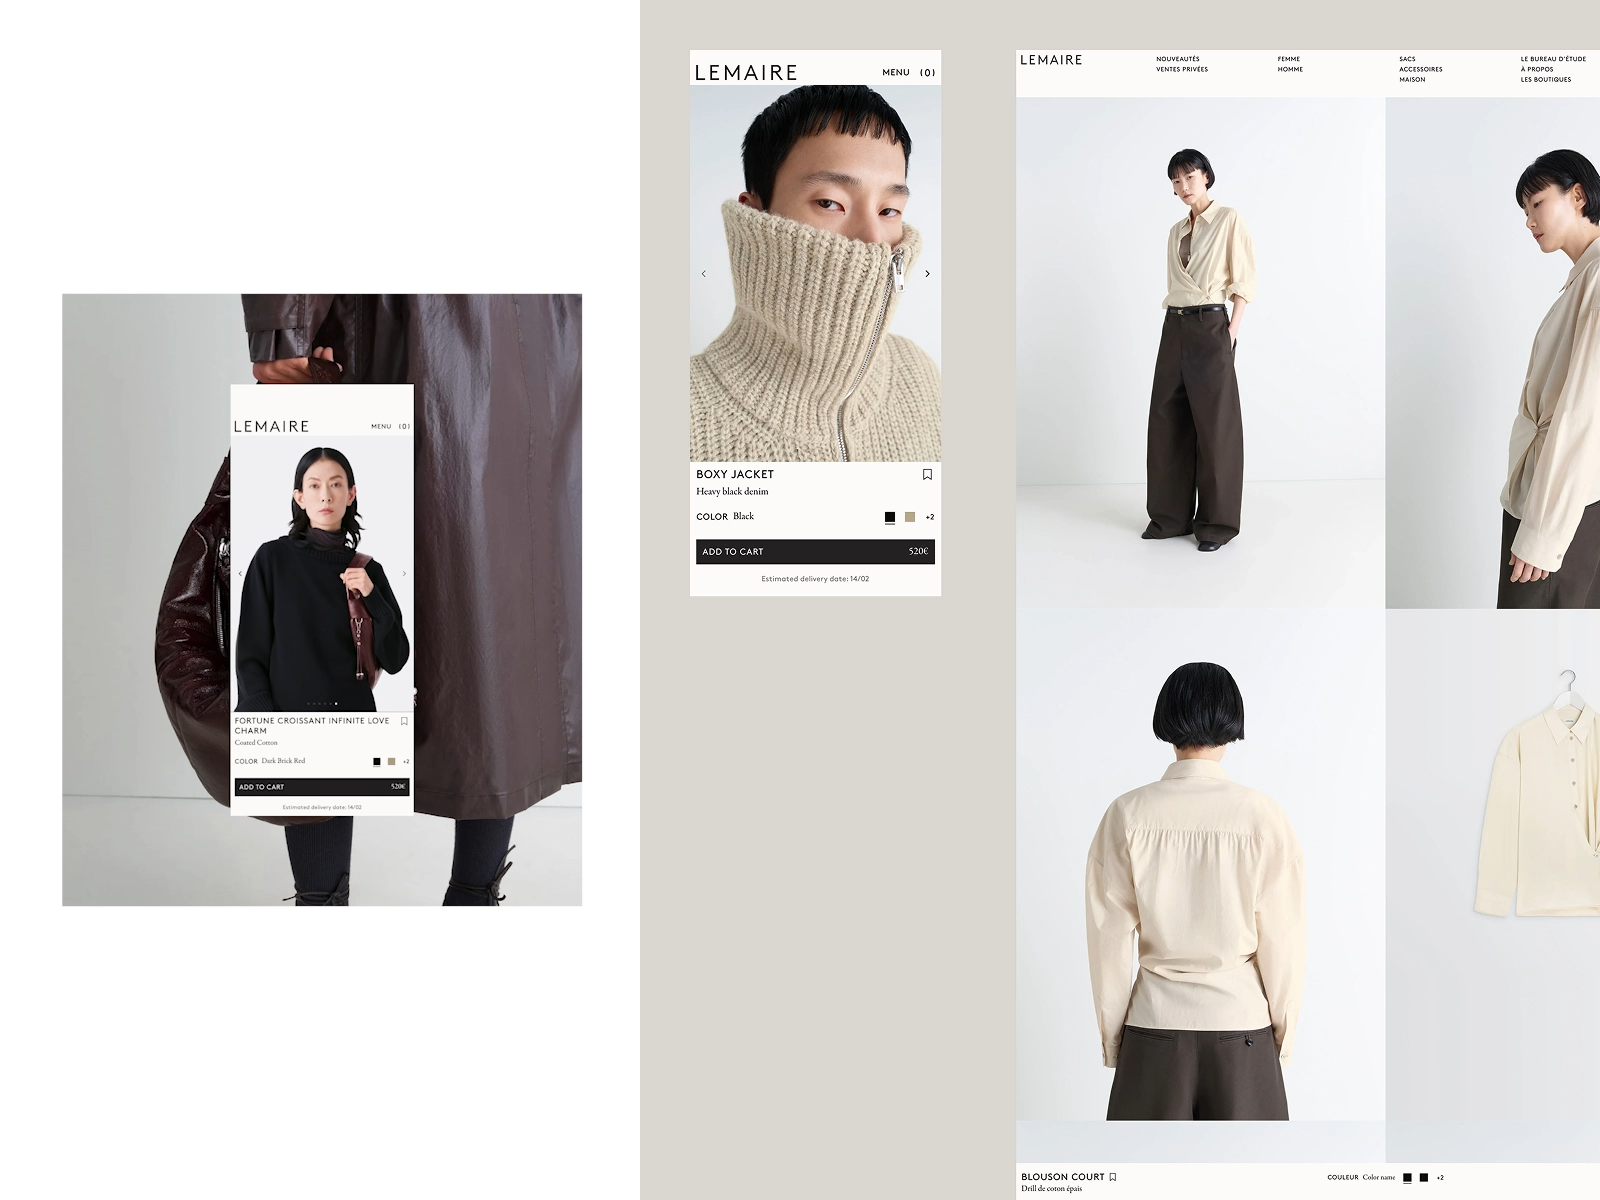 LEMAIRE
MENU (0)
FORTUNE CROISSANT INFINITE LOVE
CHARM
Coated Cotton
COLOR Dark Brick Red
+2
ADD TO CART 520€
Estimated delivery date: 14/02
LEMAIRE
MENU (0)
BOXY JACKET
Heavy black denim
COLOR Black
+2
ADD TO CART 520€
Estimated delivery date: 14/02
LEMAIRE
NOUVEAUTÉS
VENTES PRIVÉES
FEMME
HOMME
SACS
ACCESSOIRES
MAISON
LE BUREAU D'ÉTUDE
À PROPOS
LES BOUTIQUES
BLOUSON COURT
Drill de coton épais
COULEUR Color name
+2